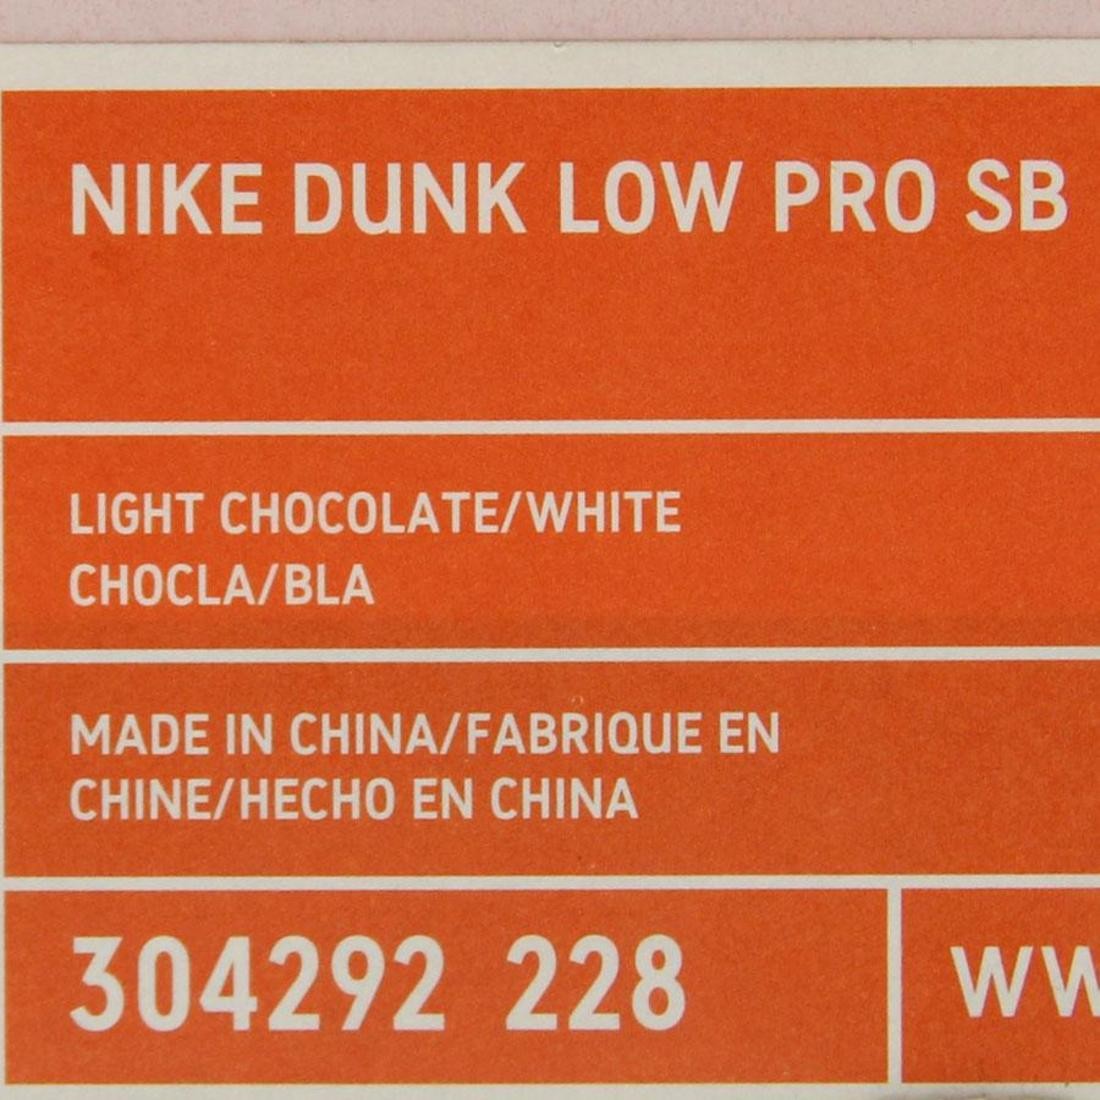 NIKE DUNK LOW PRO SB
LIGHT CHOCOLATE/WHITE
CHOCLA/BLA
MADE IN CHINA/FABRIQUE EN
CHINE/HECHO EN CHINA
304292 228